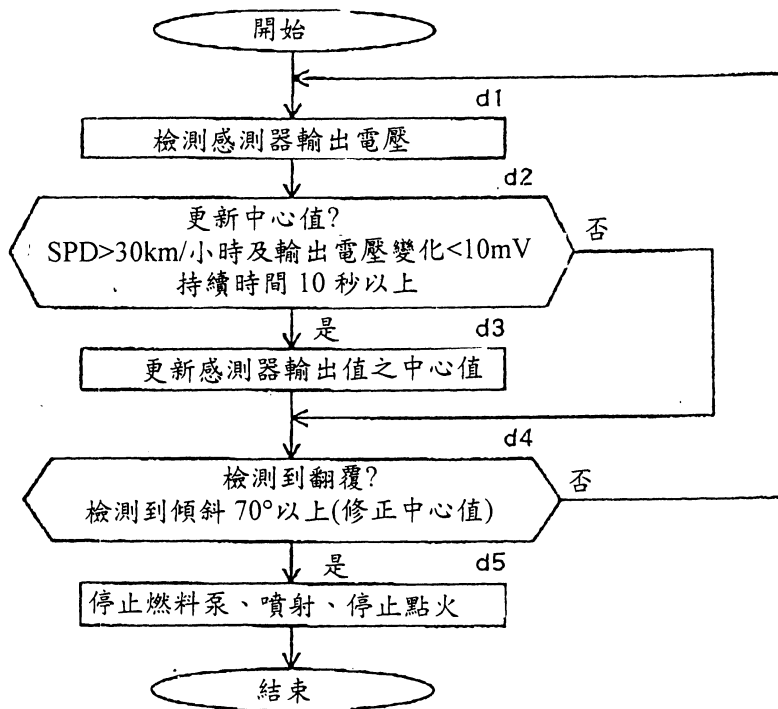 開始
d1
檢測感測器輸出電壓
d2
更新中心值?
SPD>30km/小時及輸出電壓變化<10mV
持續時間 10 秒以上
否
是
d3
更新感測器輸出值之中心值
d4
檢測到翻覆?
檢測到傾斜 70°以上(修正中心值)
否
是
d5
停止燃料泵、噴射、停止點火
結束